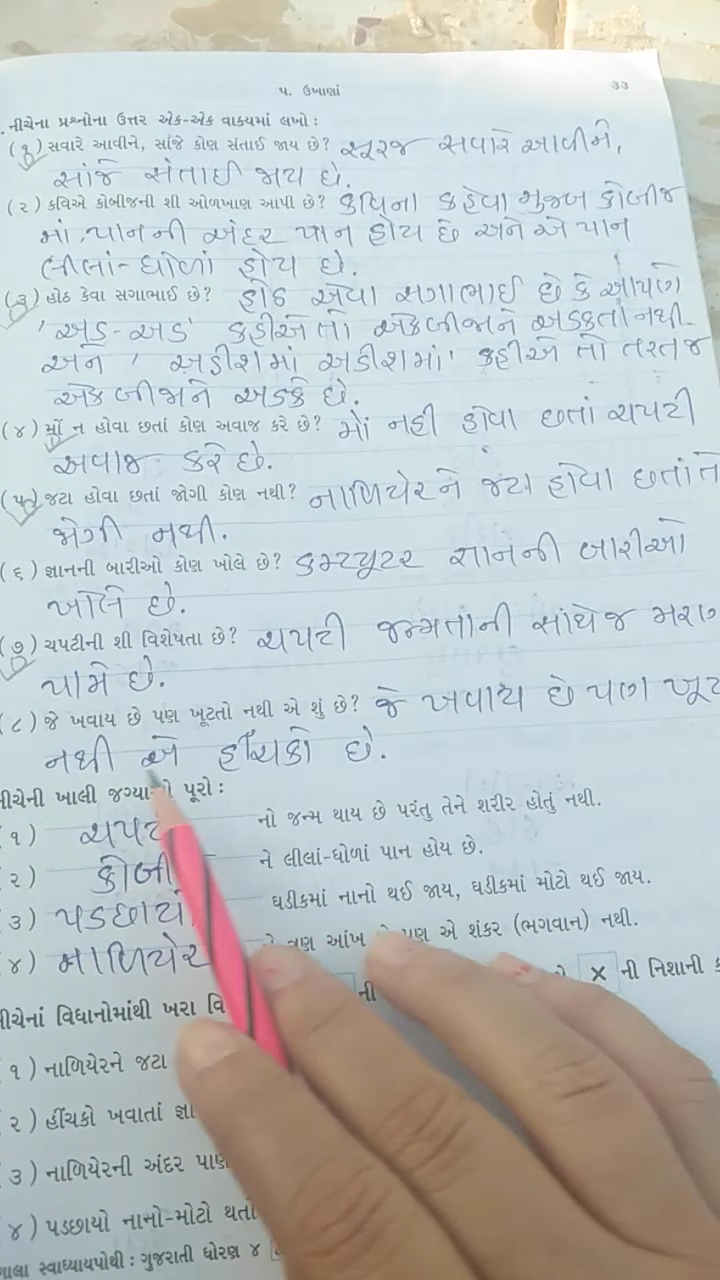 ૫. ઉખાણાં ૩૩
. નીચેના પ્રશ્નોના ઉત્તર એક-એક વાક્યમાં લખો :
(૧) સવારે આવીને, સાંજે કોણ સંતાઈ જાય છે? સૂરજ સવારે આવીને,
સાંજે સંતાઈ જાય છે.
(૨) કવિએ કોબીજની શી ઓળખાણ આપી છે? કવિના કહેવા મુજબ કોબીજ
માં પાનની અંદર પાન હોય છે અને એ પાન
લીલાં-ધોળાં હોય છે.
(૩) હોઠ કેવા સગાભાઈ છે? હોઠ એવા સગાભાઈ છે કે આપણે
'અડ-અડ' કહીએ તો એકબીજાને અડકતા નથી.
અને 'અડીશમાં અડીશમાં' કહીએ તો તરત જ
એકબીજાને અડકે છે.
(૪) મોં ન હોવા છતાં કોણ અવાજ કરે છે? મોં નહી હોવા છતાં ચપટી
અવાજ કરે છે.
(૫) જટા હોવા છતાં જોગી કોણ નથી? નાળિયેરને જટા હોવા છતાં તે
જોગી નથી.
(૬) જ્ઞાનની બારીઓ કોણ ખોલે છે? કમ્પ્યૂટર જ્ઞાનની બારીઓ
ખોલે છે.
(૭) ચપટીની શી વિશેષતા છે? ચપટી જન્મતાંની સાથે જ મરણ
પામે છે.
(૮) જે ખવાય છે પણ ખૂટતો નથી એ શું છે? જે ખવાય છે પણ ખૂટ
નથી એ હીંચકો છે.
નીચેની ખાલી જગ્યાઓ પૂરો :
૧) ચપટી નો જન્મ થાય છે પરંતુ તેને શરીર હોતું નથી.
૨) કોબી ને લીલાં-ધોળાં પાન હોય છે.
૩) પડછાયો ઘડીકમાં નાનો થઈ જાય, ઘડીકમાં મોટો થઈ જાય.
૪) નાળિયેર ને ત્રણ આંખ પણ એ શંકર (ભગવાન) નથી.
નીચેનાં વિધાનોમાંથી ખરા વિ ની × ની નિશાની ક
૧) નાળિયેરને જટા
૨) હીંચકો ખવાતાં જ્ઞા
૩) નાળિયેરની અંદર પાણ
૪) પડછાયો નાનો-મોટો થતો
ગાલા સ્વાધ્યાયપોથી : ગુજરાતી ધોરણ ૪